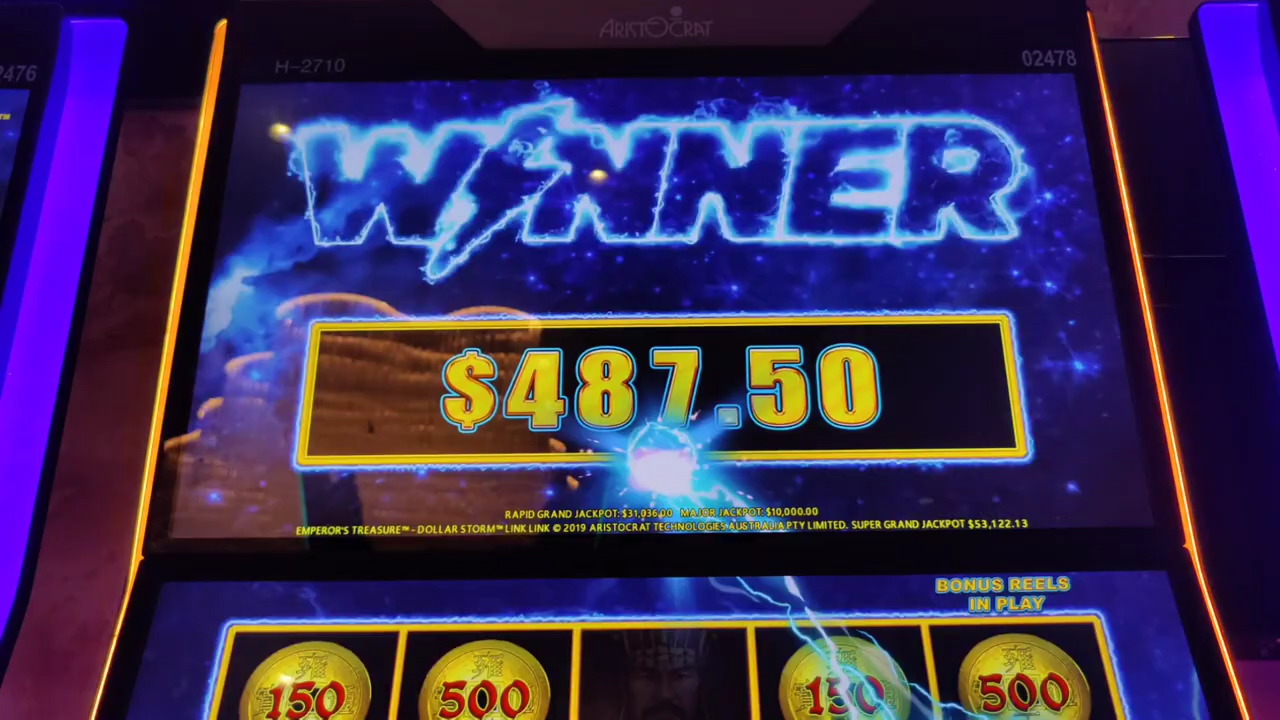 ARISTOCRAT
H-2710
02478
2476
™
WINNER
$487.50
RAPID GRAND JACKPOT: $31,036.00 MAJOR JACKPOT: $10,000.00
EMPEROR'S TREASURE™ - DOLLAR STORM™ LINK LINK © 2019 ARISTOCRAT TECHNOLOGIES AUSTRALIA PTY LIMITED. SUPER GRAND JACKPOT $53,122.13
BONUS REELS
IN PLAY
150 500 150 500